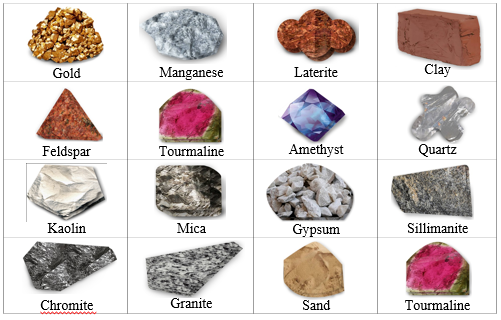 Gold Manganese Laterite Clay
Feldspar Tourmaline Amethyst Quartz
Kaolin Mica Gypsum Sillimanite
Chromite Granite Sand Tourmaline